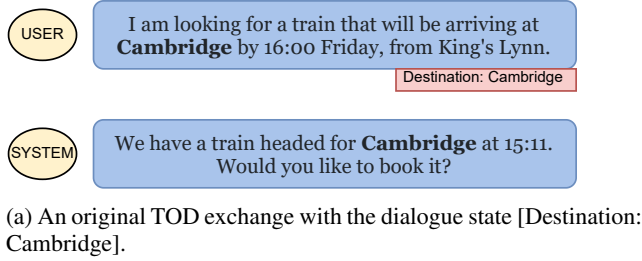 USER
I am looking for a train that will be arriving at
Cambridge by 16:00 Friday, from King's Lynn.
Destination: Cambridge
SYSTEM
We have a train headed for Cambridge at 15:11.
Would you like to book it?
(a) An original TOD exchange with the dialogue state [Destination:
Cambridge].